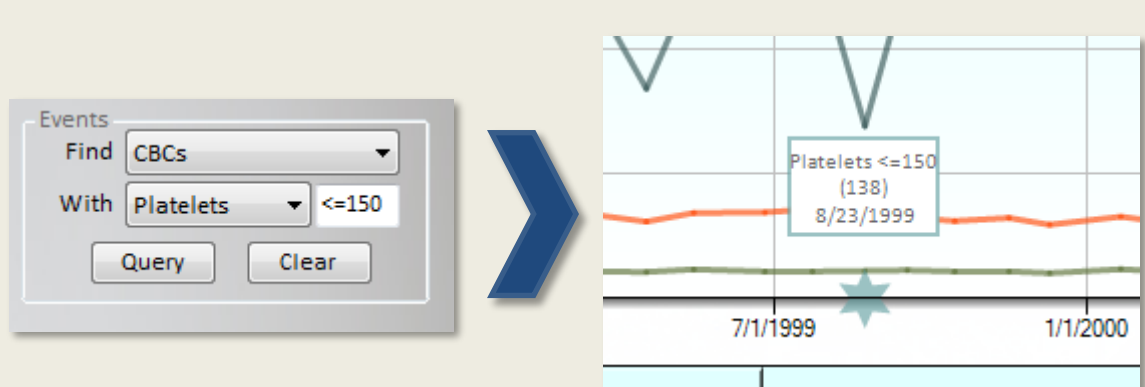 Events
Find CBCs
With Platelets <=150
Query Clear
Platelets <=150
(138)
8/23/1999
7/1/1999 1/1/2000